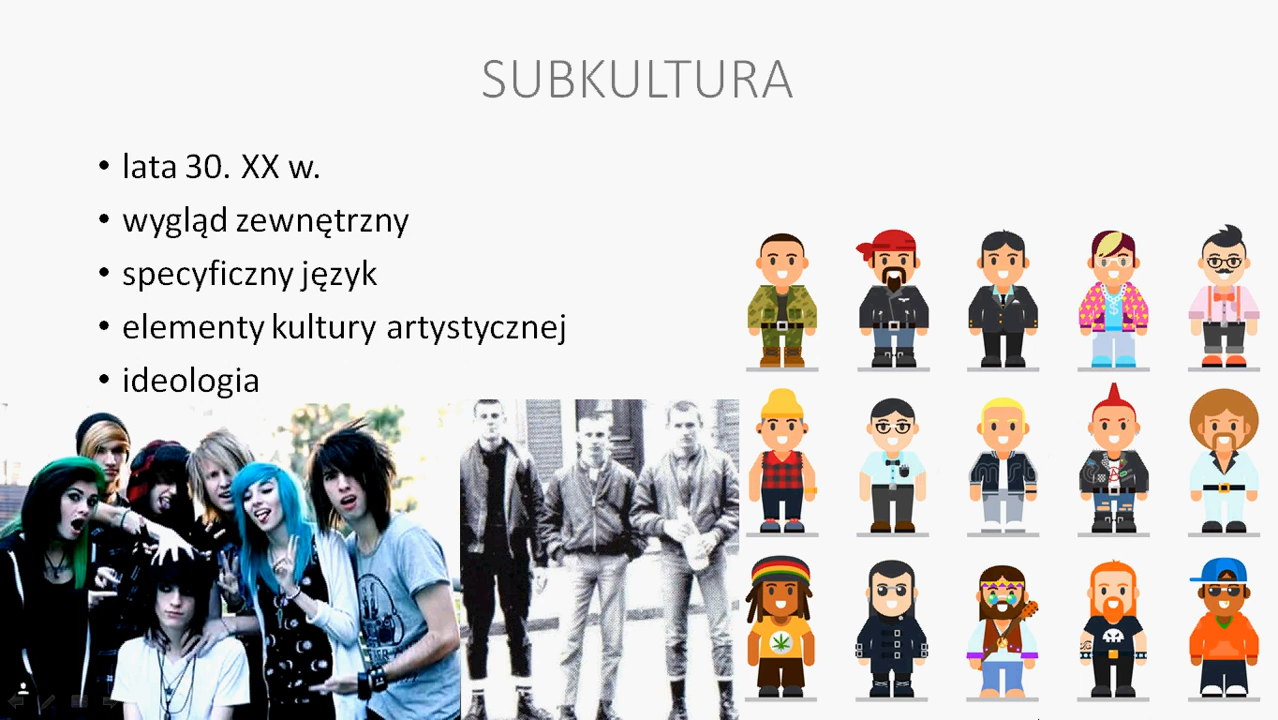 SUBKULTURA
• lata 30. XX w.
• wygląd zewnętrzny
• specyficzny język
• elementy kultury artystycznej
• ideologia